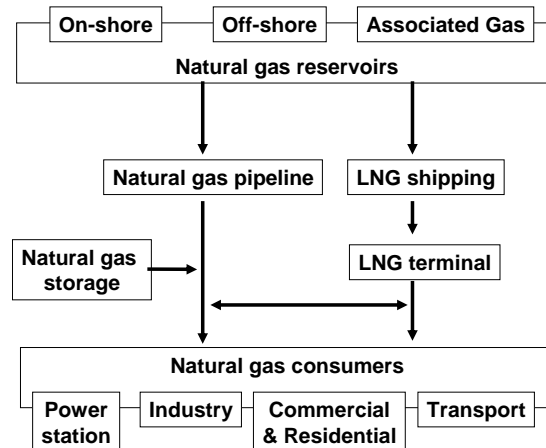 On-shore
Off-shore
Associated Gas
Natural gas reservoirs
Natural gas pipeline
LNG shipping
Natural gas
storage
LNG terminal
Natural gas consumers
Power
station
Industry
Commercial
& Residential
Transport